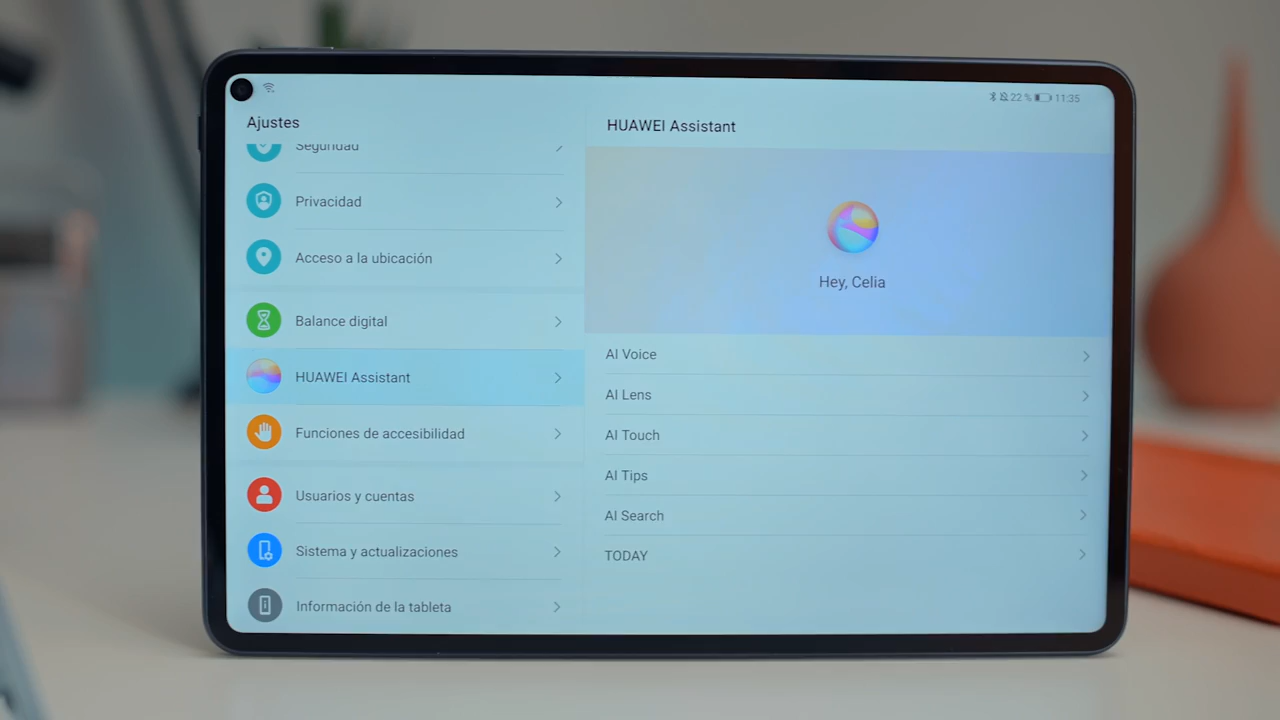 22 % 11:35
Ajustes
Seguridad
Privacidad
Acceso a la ubicación
Balance digital
HUAWEI Assistant
Funciones de accesibilidad
Usuarios y cuentas
Sistema y actualizaciones
Información de la tableta
HUAWEI Assistant
Hey, Celia
AI Voice
AI Lens
AI Touch
AI Tips
AI Search
TODAY